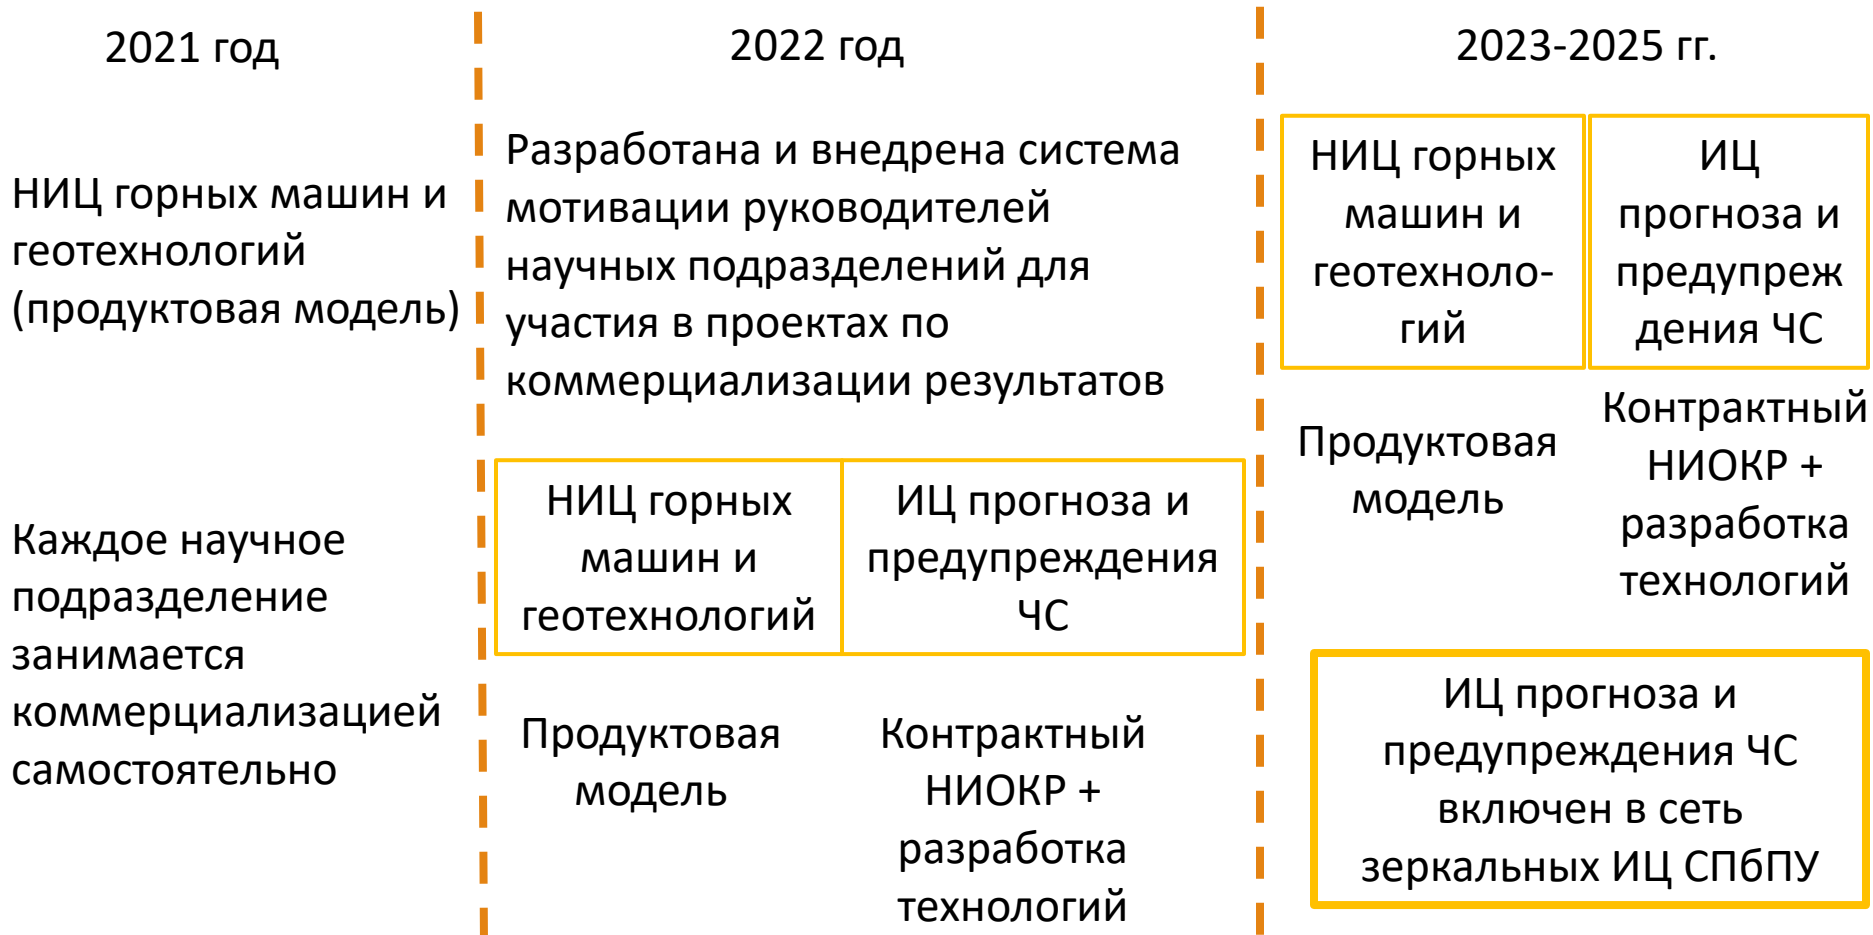 2021 год
НИЦ горных машин и
геотехнологий
(продуктовая модель)
Каждое научное
подразделение
занимается
коммерциализацией
самостоятельно
2022 год
Разработана и внедрена система
мотивации руководителей
научных подразделений для
участия в проектах по
коммерциализации результатов
НИЦ горных
машин и
геотехнологий
ИЦ прогноза и
предупреждения
ЧС
Продуктовая
модель
Контрактный
НИОКР +
разработка
технологий
2023-2025 гг.
НИЦ горных
машин и
геотехноло-
гий
ИЦ
прогноза и
предупреж
дения ЧС
Продуктовая
модель
Контрактный
НИОКР +
разработка
технологий
ИЦ прогноза и
предупреждения ЧС
включен в сеть
зеркальных ИЦ СПбПУ